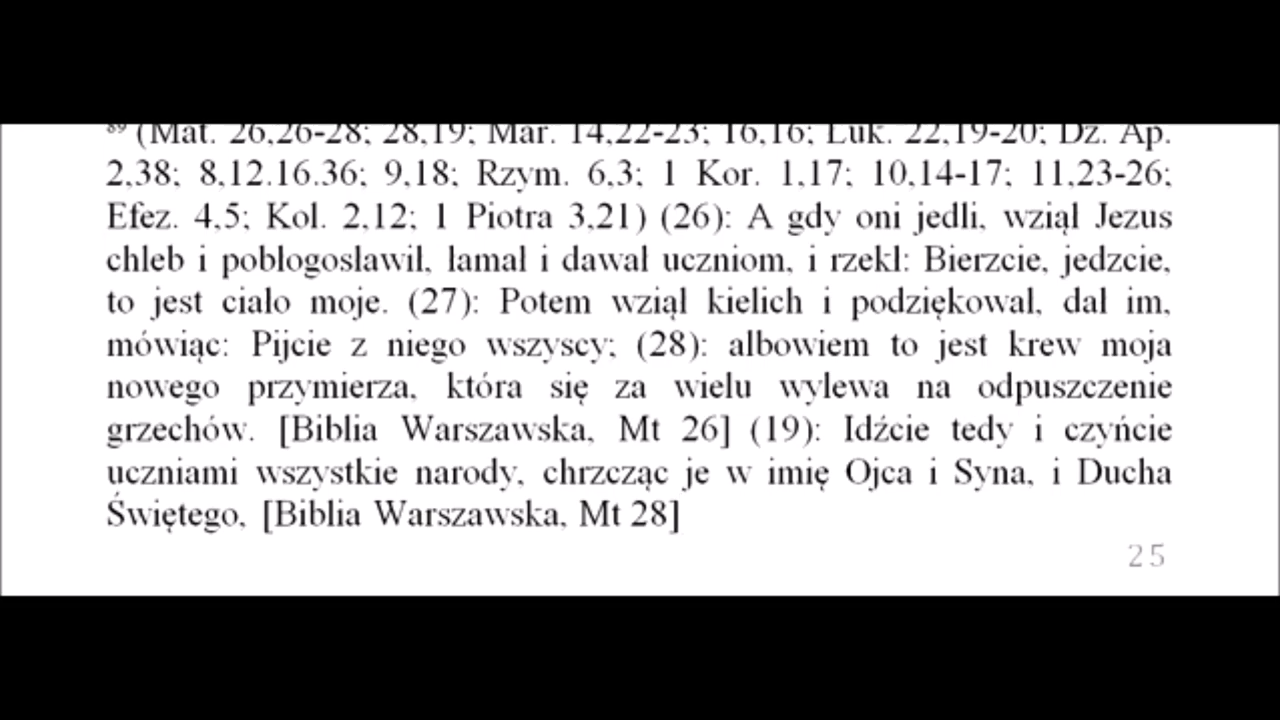 89 (Mat. 26,26-28; 28,19; Mar. 14,22-23; 16,16; Łuk. 22,19-20; Dz. Ap.
2,38; 8,12.16.36; 9,18; Rzym. 6,3; 1 Kor. 1,17; 10,14-17; 11,23-26;
Efez. 4,5; Kol. 2,12; 1 Piotra 3,21) (26): A gdy oni jedli, wziął Jezus
chleb i pobłogosławił, łamał i dawał uczniom, i rzekł: Bierzcie, jedzcie,
to jest ciało moje. (27): Potem wziął kielich i podziękował, dał im,
mówiąc: Pijcie z niego wszyscy; (28): albowiem to jest krew moja
nowego przymierza, która się za wielu wylewa na odpuszczenie
grzechów. [Biblia Warszawska, Mt 26] (19): Idźcie tedy i czyńcie
uczniami wszystkie narody, chrzcząc je w imię Ojca i Syna, i Ducha
Świętego, [Biblia Warszawska, Mt 28]
25